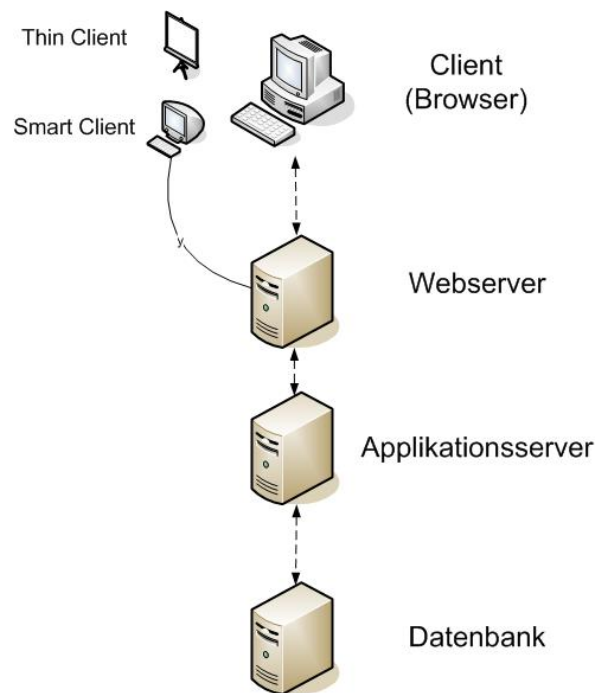 Thin Client
Client
(Browser)
Smart Client
y
Webserver
Applikationsserver
Datenbank